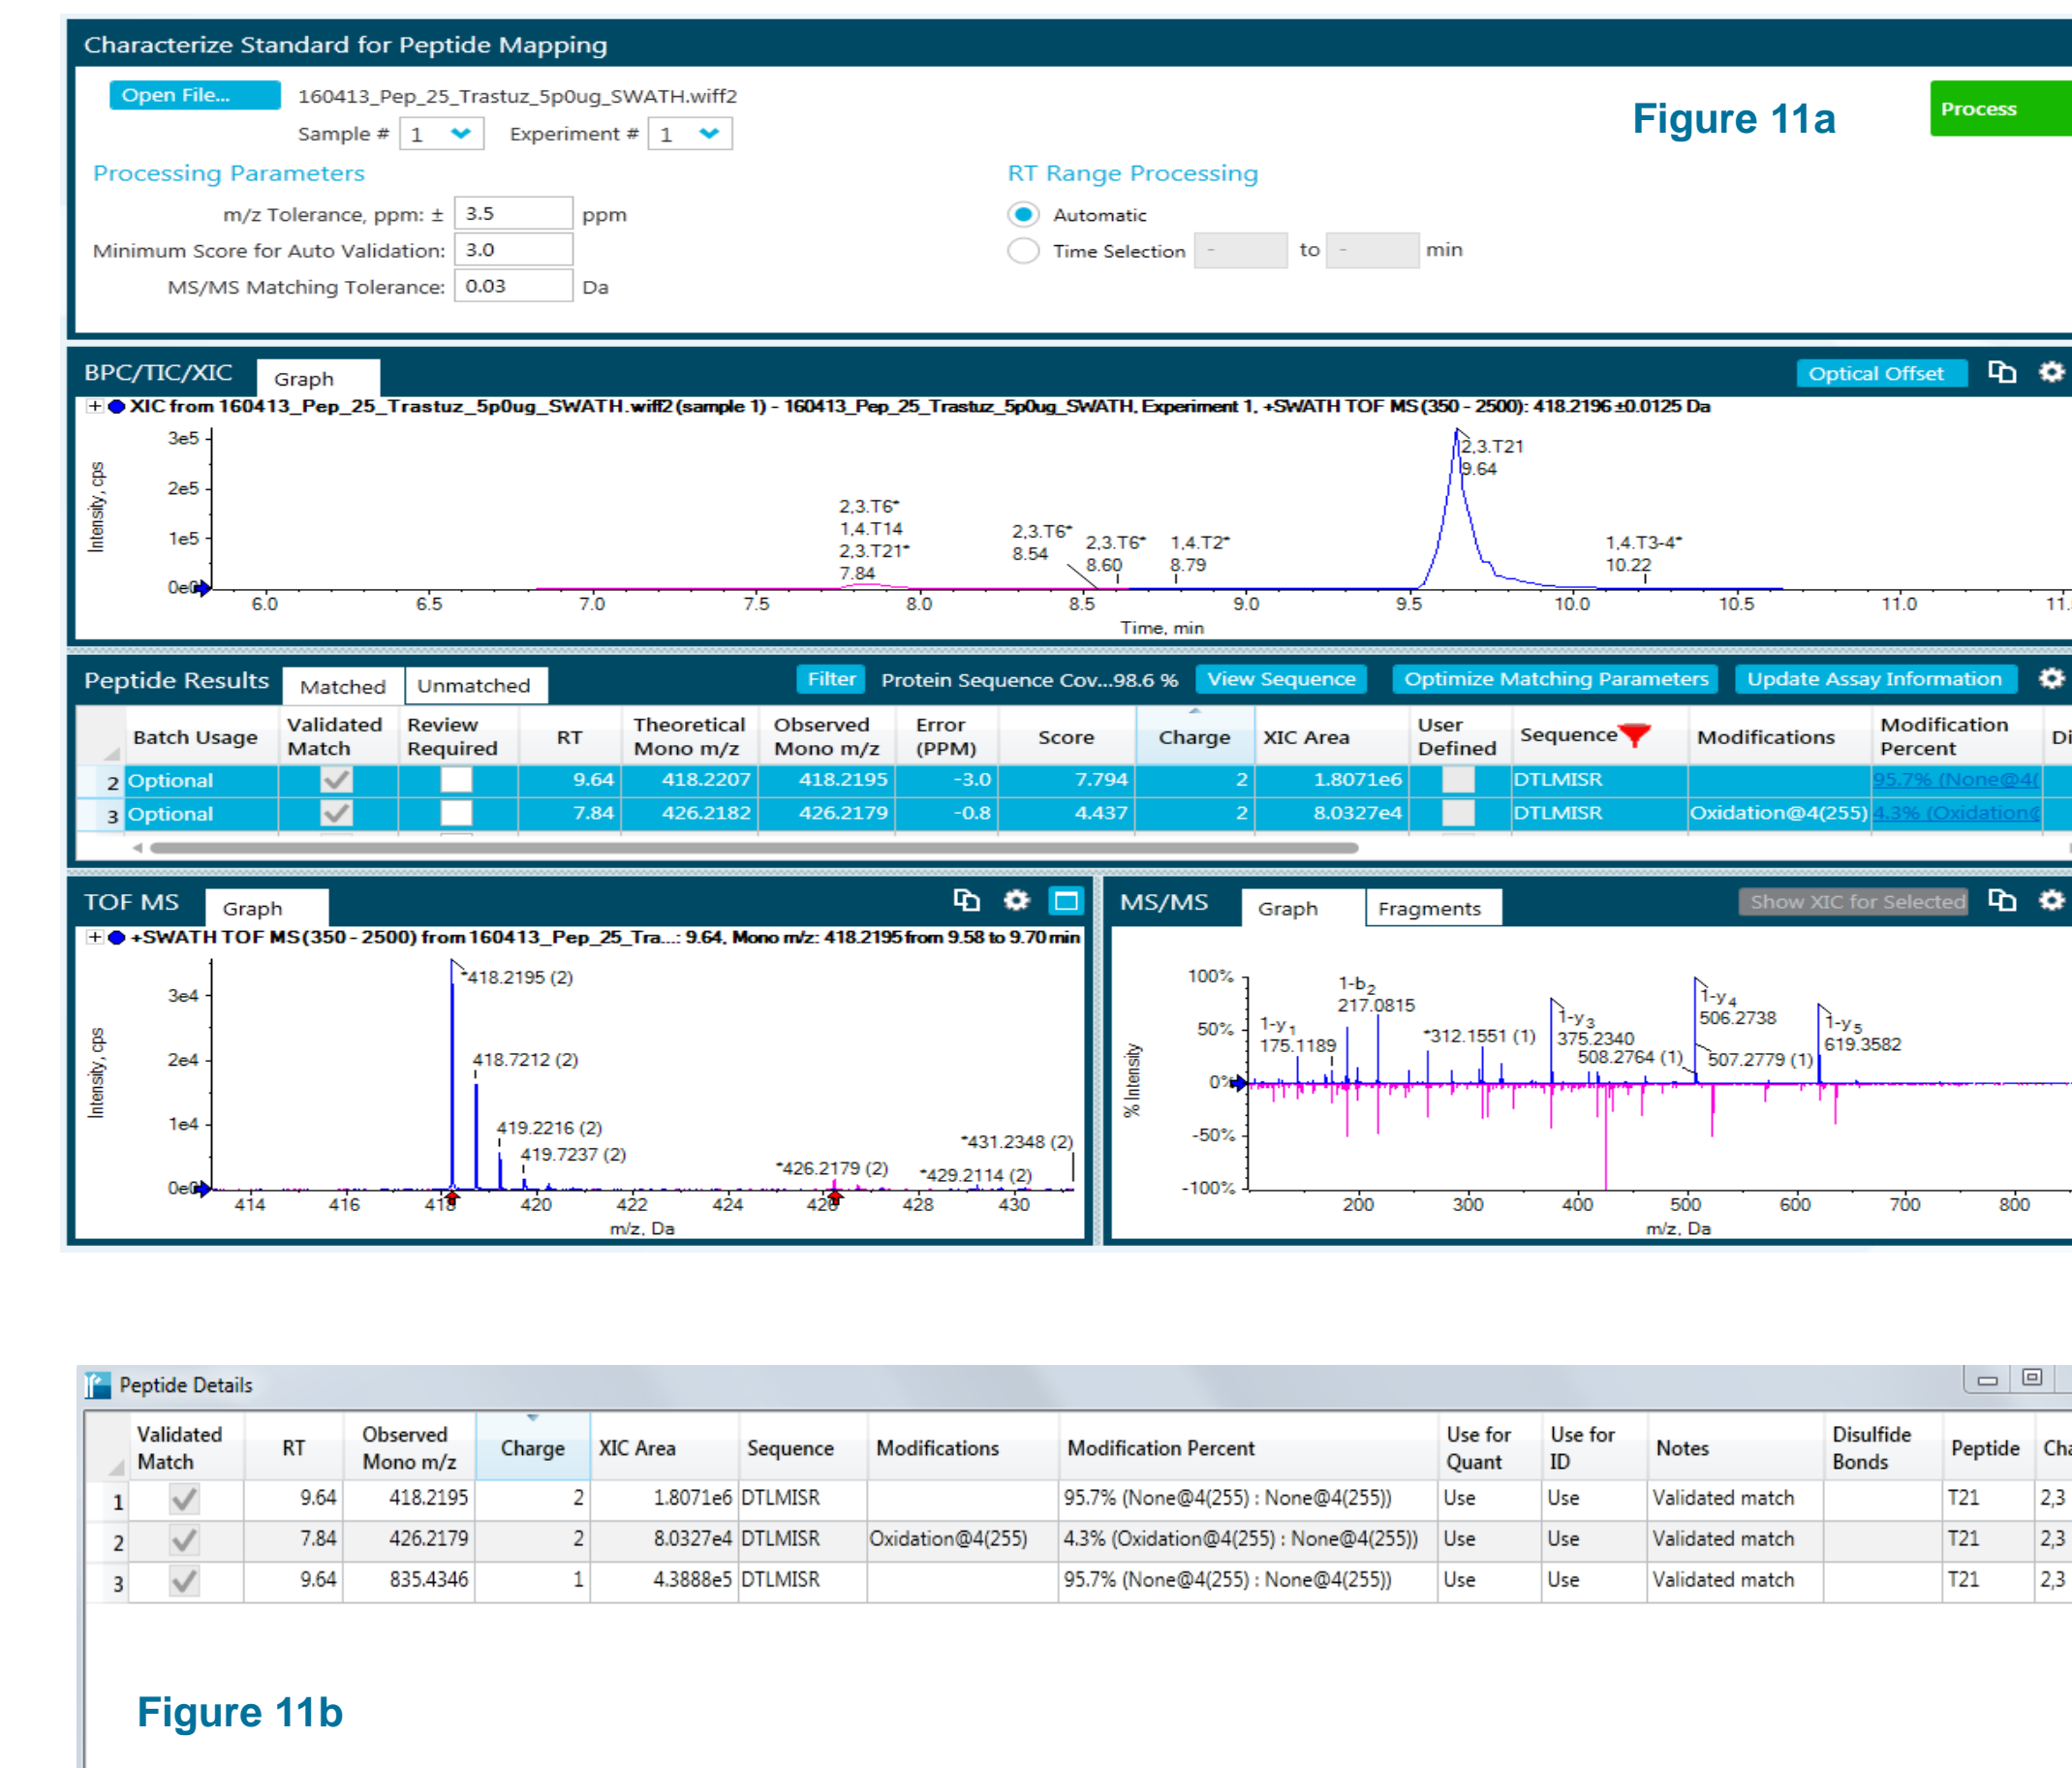 Characterize Standard for Peptide Mapping
Open File... 160413_Pep_25_Trastuz_5p0ug_SWATH.wiff2
Figure 11a
Process
Sample # 1 Experiment # 1
Processing Parameters
RT Range Processing
m/z Tolerance, ppm: ± 3.5 ppm
Automatic
Minimum Score for Auto Validation: 3.0
Time Selection - to - min
MS/MS Matching Tolerance: 0.03 Da
BPC/TIC/XIC Graph Optical Offset
XIC from 160413_Pep_25_Trastuz_5p0ug_SWATH.wiff2 (sample 1) - 160413_Pep_25_Trastuz_5p0ug_SWATH, Experiment 1, +SWATH TOF MS (350 - 2500): 418.2196 ±0.0125 Da
Intensity, cps
3e5
2e5
1e5
0e0
2,3.T6*
1,4.T14
2,3.T21*
7.84
2,3.T6*
8.54
2,3.T6*
8.60
1,4.T2*
8.79
2,3.T21
9.64
1,4.T3-4*
10.22
6.0 6.5 7.0 7.5 8.0 8.5 9.0 9.5 10.0 10.5 11.0
Time, min
Peptide Results Matched Unmatched Filter Protein Sequence Cov...98.6 % View Sequence Optimize Matching Parameters Update Assay Information
Batch Usage Validated Match Review Required RT Theoretical Mono m/z Observed Mono m/z Error (PPM) Score Charge XIC Area User Defined Sequence Modifications Modification Percent
2 Optional 9.64 418.2207 418.2195 -3.0 7.794 2 1.8071e6 DTLMISR 95.7% (None@4(
3 Optional 7.84 426.2182 426.2179 -0.8 4.437 2 8.0327e4 DTLMISR Oxidation@4(255) 4.3% (Oxidation@
TOF MS Graph
+SWATH TOF MS (350 - 2500) from 160413_Pep_25_Tra...: 9.64, Mono m/z: 418.2195 from 9.58 to 9.70 min
Intensity, cps
3e4
2e4
1e4
0e0
*418.2195 (2)
418.7212 (2)
419.2216 (2)
419.7237 (2)
*426.2179 (2)
*429.2114 (2)
*431.2348 (2)
414 416 418 420 422 424 426 428 430
m/z, Da
MS/MS Graph Fragments Show XIC for Selected
% Intensity
100%
50%
0%
-50%
-100%
1-y1
175.1189
1-b2
217.0815
*312.1551 (1)
1-y3
375.2340
508.2764 (1)
1-y4
506.2738
507.2779 (1)
1-y5
619.3582
200 300 400 500 600 700 800
m/z, Da
Peptide Details
Validated Match RT Observed Mono m/z Charge XIC Area Sequence Modifications Modification Percent Use for Quant Use for ID Notes Disulfide Bonds Peptide
1 9.64 418.2195 2 1.8071e6 DTLMISR 95.7% (None@4(255) : None@4(255)) Use Use Validated match T21 2,3
2 7.84 426.2179 2 8.0327e4 DTLMISR Oxidation@4(255) 4.3% (Oxidation@4(255) : None@4(255)) Use Use Validated match T21 2,3
3 9.64 835.4346 1 4.3888e5 DTLMISR 95.7% (None@4(255) : None@4(255)) Use Use Validated match T21 2,3
Figure 11b